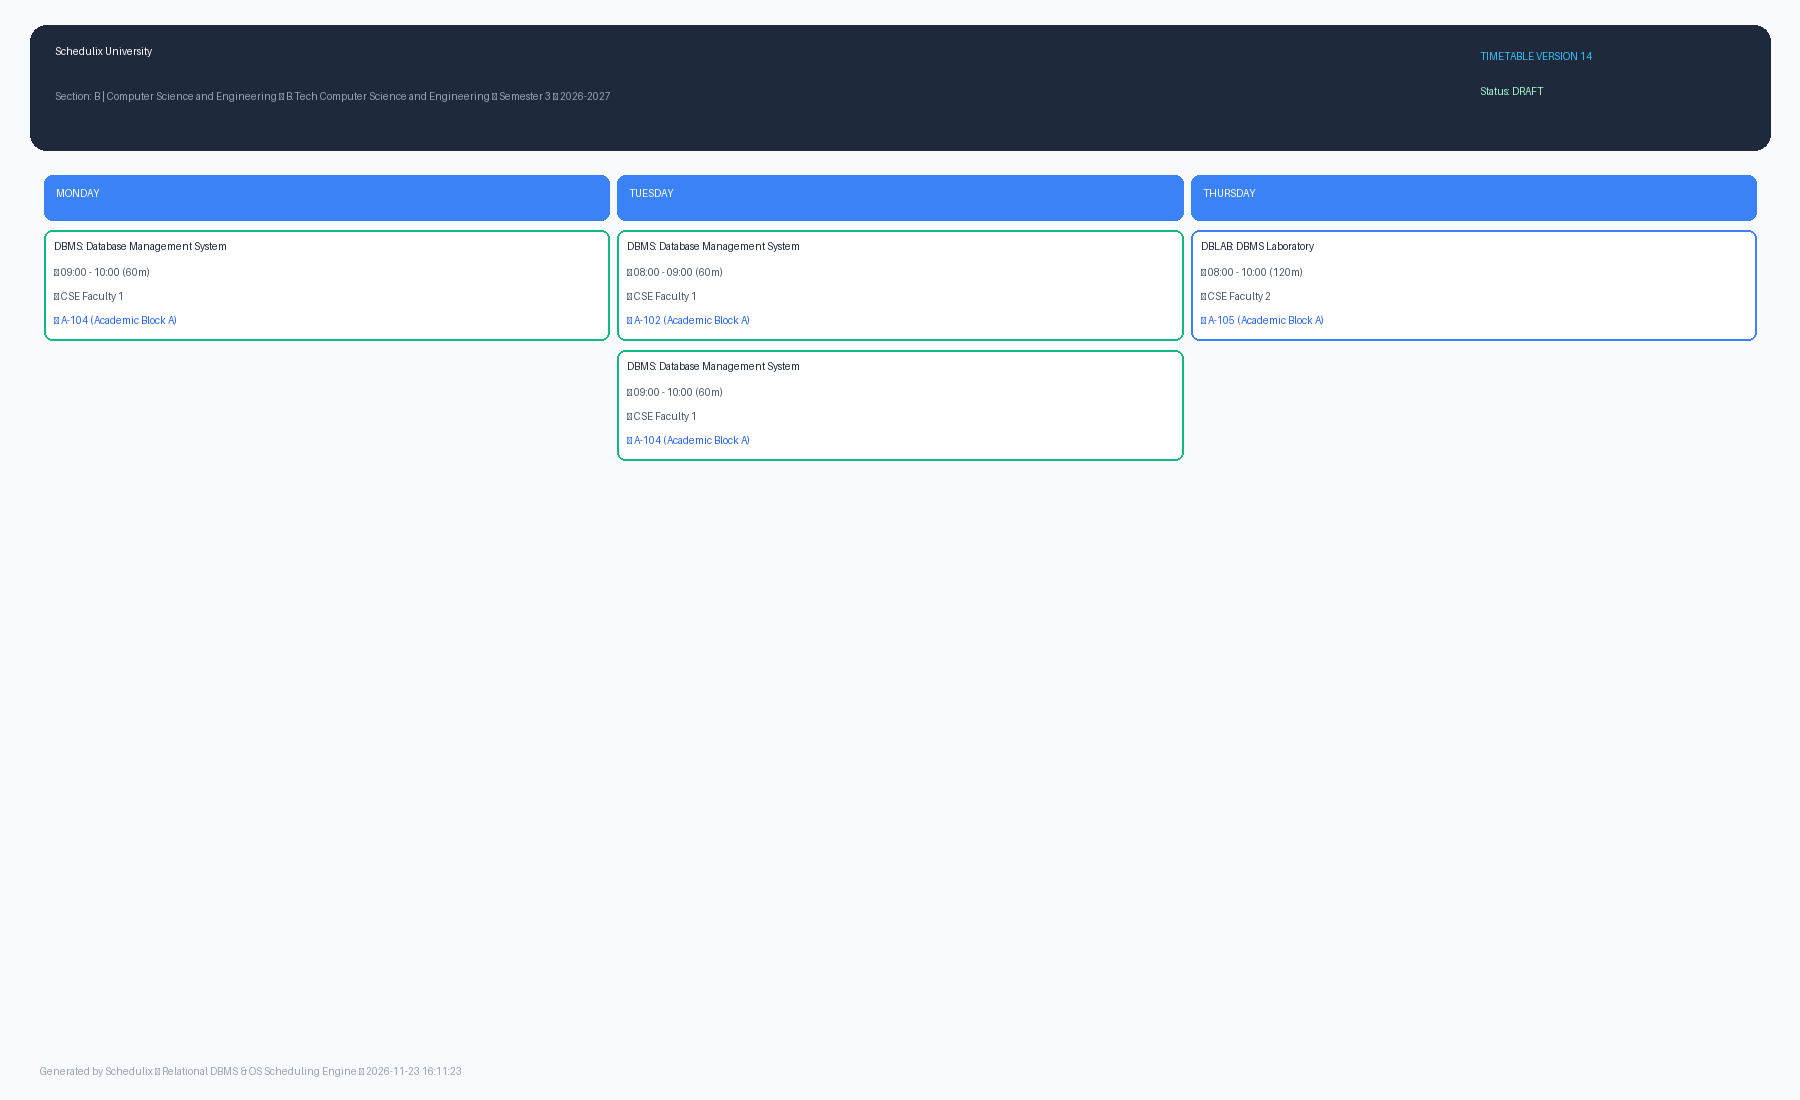 Schedulix University
TIMETABLE VERSION 14
Section: B | Computer Science and Engineering ▯ B.Tech Computer Science and Engineering ▯ Semester 3 ▯ 2026-2027
Status: DRAFT
MONDAY
DBMS: Database Management System
▯ 09:00 - 10:00 (60m)
▯ CSE Faculty 1
▯ A-104 (Academic Block A)
TUESDAY
DBMS: Database Management System
▯ 08:00 - 09:00 (60m)
▯ CSE Faculty 1
▯ A-102 (Academic Block A)
DBMS: Database Management System
▯ 09:00 - 10:00 (60m)
▯ CSE Faculty 1
▯ A-104 (Academic Block A)
THURSDAY
DBLAB: DBMS Laboratory
▯ 08:00 - 10:00 (120m)
▯ CSE Faculty 2
▯ A-105 (Academic Block A)
Generated by Schedulix ▯ Relational DBMS & OS Scheduling Engine ▯ 2026-11-23 16:11:23